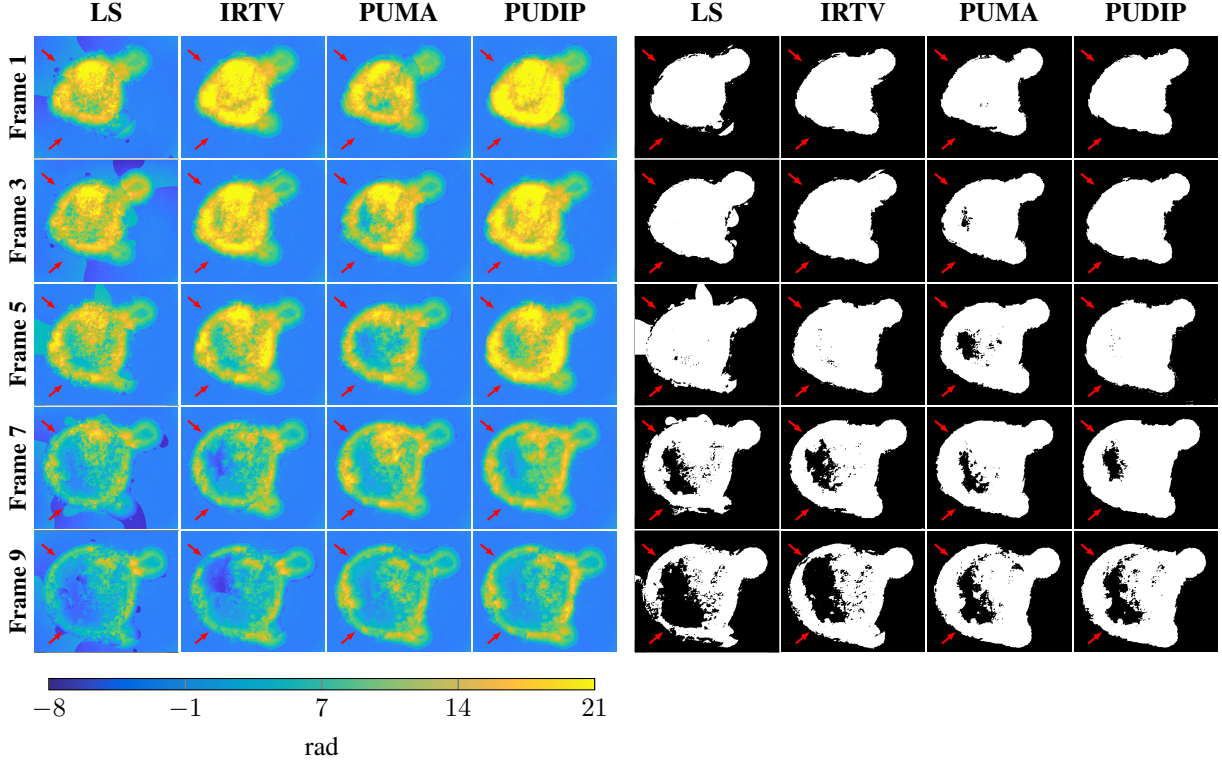 LS IRTV PUMA PUDIP LS IRTV PUMA PUDIP
Frame 1
Frame 3
Frame 5
Frame 7
Frame 9
−8 −1 7 14 21
rad